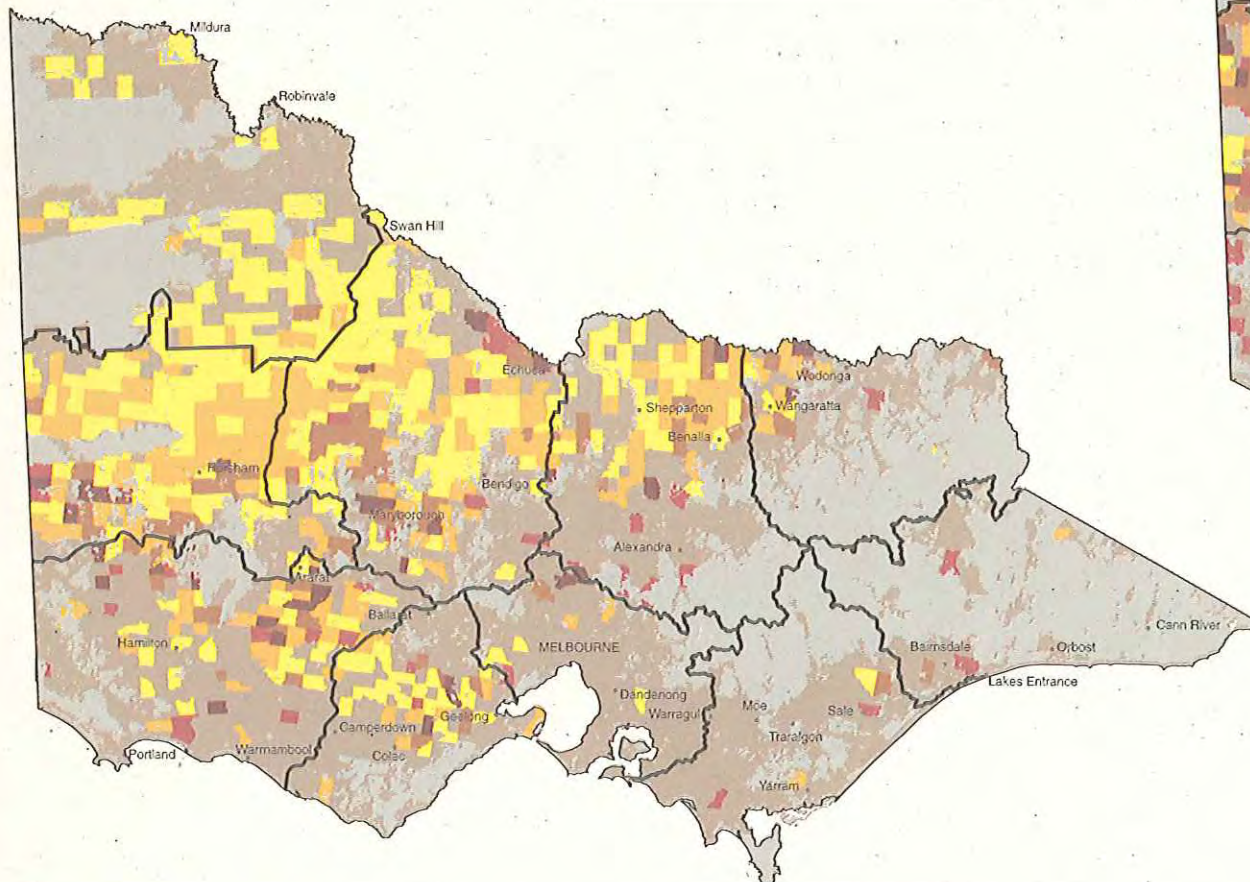 Mildura
Robinvale
Swan Hill
Echuca
Wodonga
Shepparton
Wangaratta
Benalla
Horsham
Bendigo
Maryborough
Alexandra
Ararat
Ballarat
Hamilton
MELBOURNE
Cann River
Bairnsdale
Orbost
Lakes Entrance
Dandenong
Warragul
Moe
Sale
Geelong
Camperdown
Traralgon
Portland
Warrnambool
Colac
Yarram